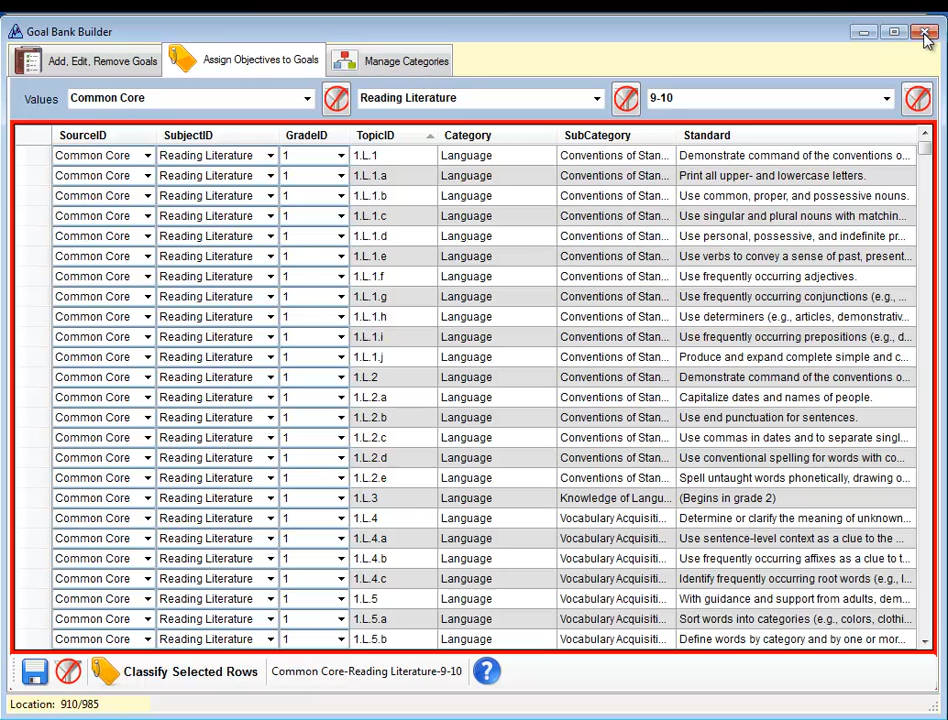 Goal Bank Builder
Add, Edit, Remove Goals Assign Objectives to Goals Manage Categories
Values Common Core Reading Literature 9-10
SourceID SubjectID GradeID TopicID Category SubCategory Standard
Common Core Reading Literature 1 1.L.1 Language Conventions of Stan... Demonstrate command of the conventions o...
Common Core Reading Literature 1 1.L.1.a Language Conventions of Stan... Print all upper- and lowercase letters.
Common Core Reading Literature 1 1.L.1.b Language Conventions of Stan... Use common, proper, and possessive nouns.
Common Core Reading Literature 1 1.L.1.c Language Conventions of Stan... Use singular and plural nouns with matchin...
Common Core Reading Literature 1 1.L.1.d Language Conventions of Stan... Use personal, possessive, and indefinite pr...
Common Core Reading Literature 1 1.L.1.e Language Conventions of Stan... Use verbs to convey a sense of past, present...
Common Core Reading Literature 1 1.L.1.f Language Conventions of Stan... Use frequently occurring adjectives.
Common Core Reading Literature 1 1.L.1.g Language Conventions of Stan... Use frequently occurring conjunctions (e.g., ...
Common Core Reading Literature 1 1.L.1.h Language Conventions of Stan... Use determiners (e.g., articles, demonstrativ...
Common Core Reading Literature 1 1.L.1.i Language Conventions of Stan... Use frequently occurring prepositions (e.g., d...
Common Core Reading Literature 1 1.L.1.j Language Conventions of Stan... Produce and expand complete simple and c...
Common Core Reading Literature 1 1.L.2 Language Conventions of Stan... Demonstrate command of the conventions o...
Common Core Reading Literature 1 1.L.2.a Language Conventions of Stan... Capitalize dates and names of people.
Common Core Reading Literature 1 1.L.2.b Language Conventions of Stan... Use end punctuation for sentences.
Common Core Reading Literature 1 1.L.2.c Language Conventions of Stan... Use commas in dates and to separate singl...
Common Core Reading Literature 1 1.L.2.d Language Conventions of Stan... Use conventional spelling for words with co...
Common Core Reading Literature 1 1.L.2.e Language Conventions of Stan... Spell untaught words phonetically, drawing o...
Common Core Reading Literature 1 1.L.3 Language Knowledge of Langu... (Begins in grade 2)
Common Core Reading Literature 1 1.L.4 Language Vocabulary Acquisiti... Determine or clarify the meaning of unknown...
Common Core Reading Literature 1 1.L.4.a Language Vocabulary Acquisiti... Use sentence-level context as a clue to the ...
Common Core Reading Literature 1 1.L.4.b Language Vocabulary Acquisiti... Use frequently occurring affixes as a clue to t...
Common Core Reading Literature 1 1.L.4.c Language Vocabulary Acquisiti... Identify frequently occurring root words (e.g., l...
Common Core Reading Literature 1 1.L.5 Language Vocabulary Acquisiti... With guidance and support from adults, dem...
Common Core Reading Literature 1 1.L.5.a Language Vocabulary Acquisiti... Sort words into categories (e.g., colors, clothi...
Common Core Reading Literature 1 1.L.5.b Language Vocabulary Acquisiti... Define words by category and by one or mor...
Classify Selected Rows Common Core-Reading Literature-9-10
Location: 910/985